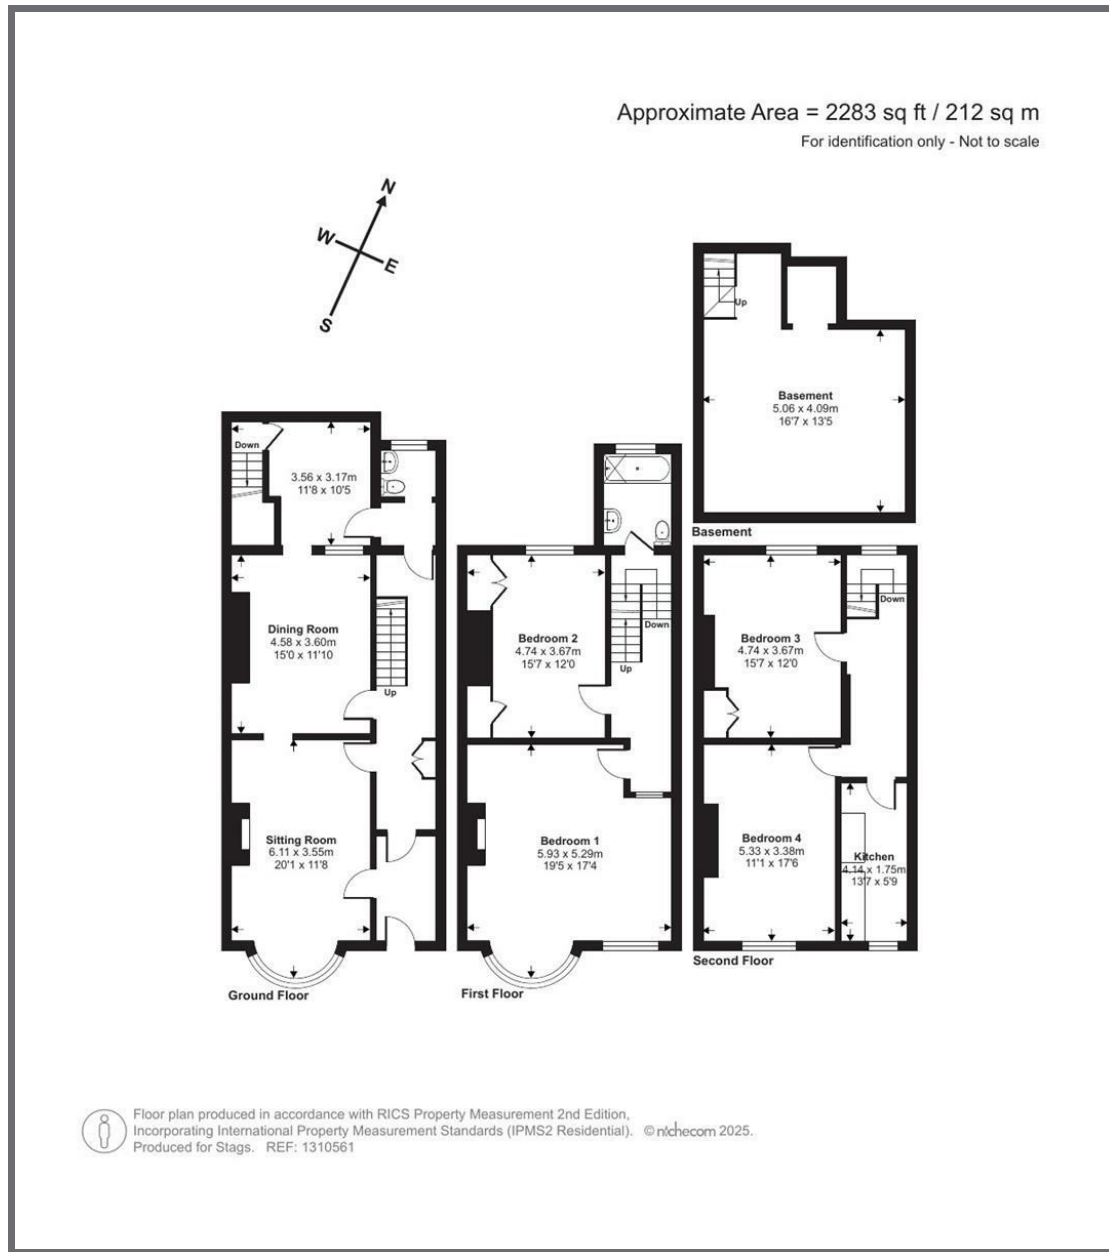 Approximate Area = 2283 sq ft / 212 sq m
For identification only - Not to scale
N
W
E
S
Up
Basement
5.06 x 4.09m
16'7 x 13'5
Basement
Down
3.56 x 3.17m
11'8 x 10'5
Dining Room
4.58 x 3.60m
15'0 x 11'10
Up
Sitting Room
6.11 x 3.55m
20'1 x 11'8
Ground Floor
Bedroom 2
4.74 x 3.67m
15'7 x 12'0
Down
Up
Bedroom 1
5.93 x 5.29m
19'5 x 17'4
First Floor
Down
Bedroom 3
4.74 x 3.67m
15'7 x 12'0
Bedroom 4
5.33 x 3.38m
11'1 x 17'6
Kitchen
4.14 x 1.75m
13'7 x 5'9
Second Floor
Floor plan produced in accordance with RICS Property Measurement 2nd Edition,
Incorporating International Property Measurement Standards (IPMS2 Residential). © nichecom 2025.
Produced for Stags. REF: 1310561